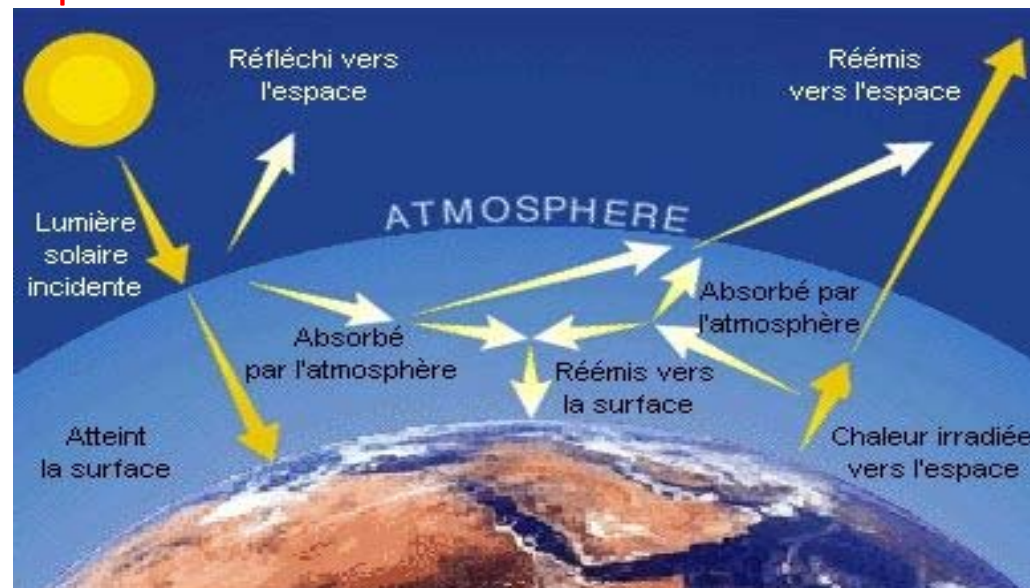 Réfléchi vers
l'espace
Réémis
vers l'espace
ATMOSPHERE
Lumière
solaire
incidente
Absorbé par
l'atmosphère
Absorbé
par l'atmosphère
Réémis vers
la surface
Atteint
la surface
Chaleur irradiée
vers l'espace